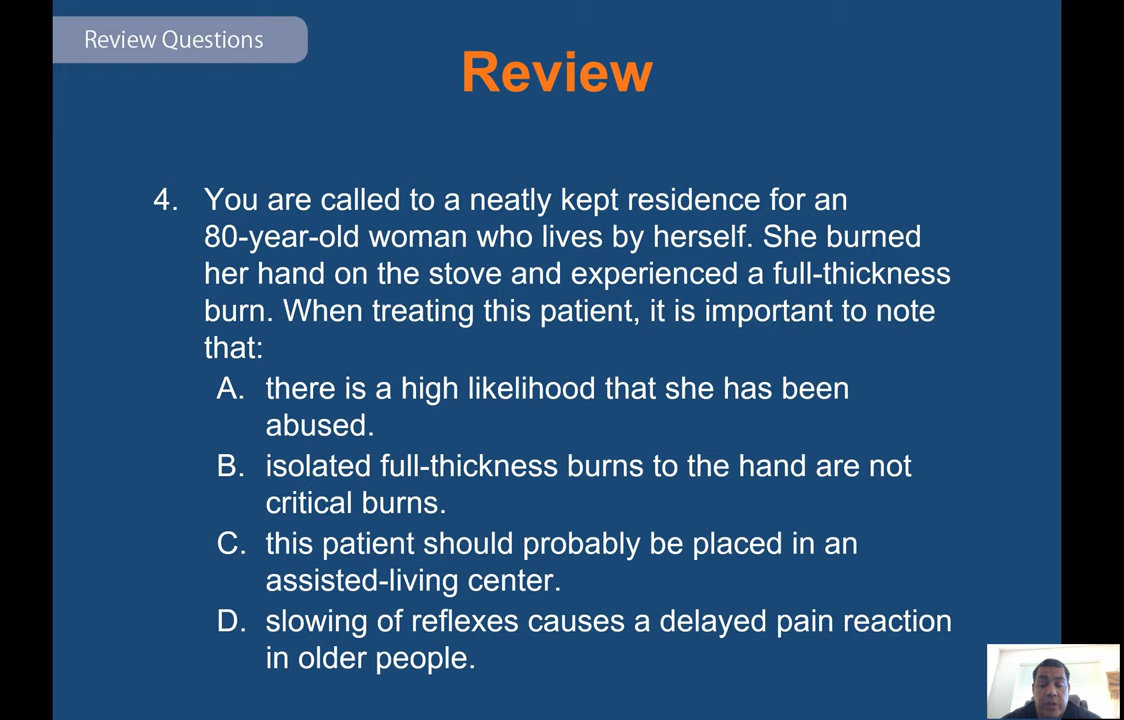 Review Questions
Review
4. You are called to a neatly kept residence for an
80-year-old woman who lives by herself. She burned
her hand on the stove and experienced a full-thickness
burn. When treating this patient, it is important to note
that:
A. there is a high likelihood that she has been
abused.
B. isolated full-thickness burns to the hand are not
critical burns.
C. this patient should probably be placed in an
assisted-living center.
D. slowing of reflexes causes a delayed pain reaction
in older people.